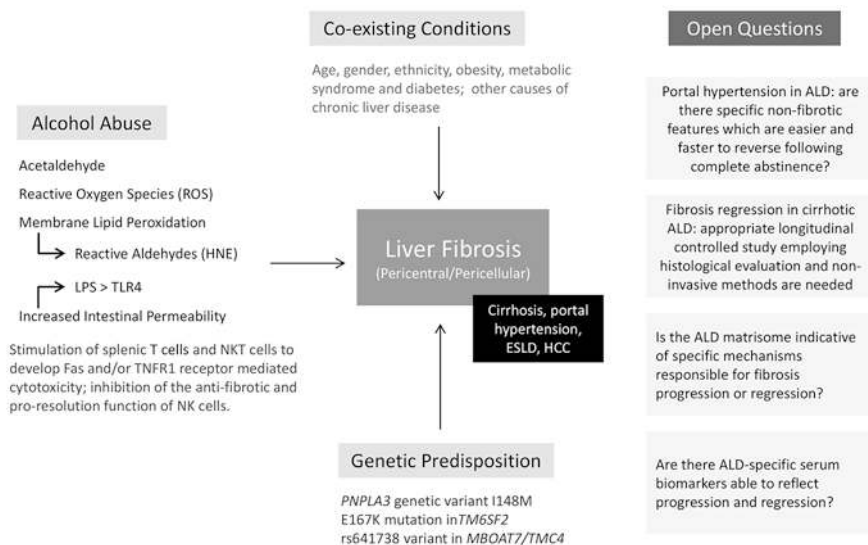 Co-existing Conditions
Age, gender, ethnicity, obesity, metabolic
syndrome and diabetes; other causes of
chronic liver disease
Alcohol Abuse
Acetaldehyde
Reactive Oxygen Species (ROS)
Membrane Lipid Peroxidation
Reactive Aldehydes (HNE)
LPS > TLR4
Increased Intestinal Permeability
Stimulation of splenic T cells and NKT cells to
develop Fas and/or TNFR1 receptor mediated
cytotoxicity; inhibition of the anti-fibrotic and
pro-resolution function of NK cells.
Liver Fibrosis
(Pericentral/Pericellular)
Cirrhosis, portal
hypertension,
ESLD, HCC
Genetic Predisposition
PNPLA3 genetic variant I148M
E167K mutation inTM6SF2
rs641738 variant in MBOAT7/TMC4
Open Questions
Portal hypertension in ALD: are
there specific non-fibrotic
features which are easier and
faster to reverse following
complete abstinence?
Fibrosis regression in cirrhotic
ALD: appropriate longitudinal
controlled study employing
histological evaluation and non-
invasive methods are needed
Is the ALD matrisome indicative
of specific mechanisms
responsible for fibrosis
progression or regression?
Are there ALD-specific serum
biomarkers able to reflect
progression and regression?